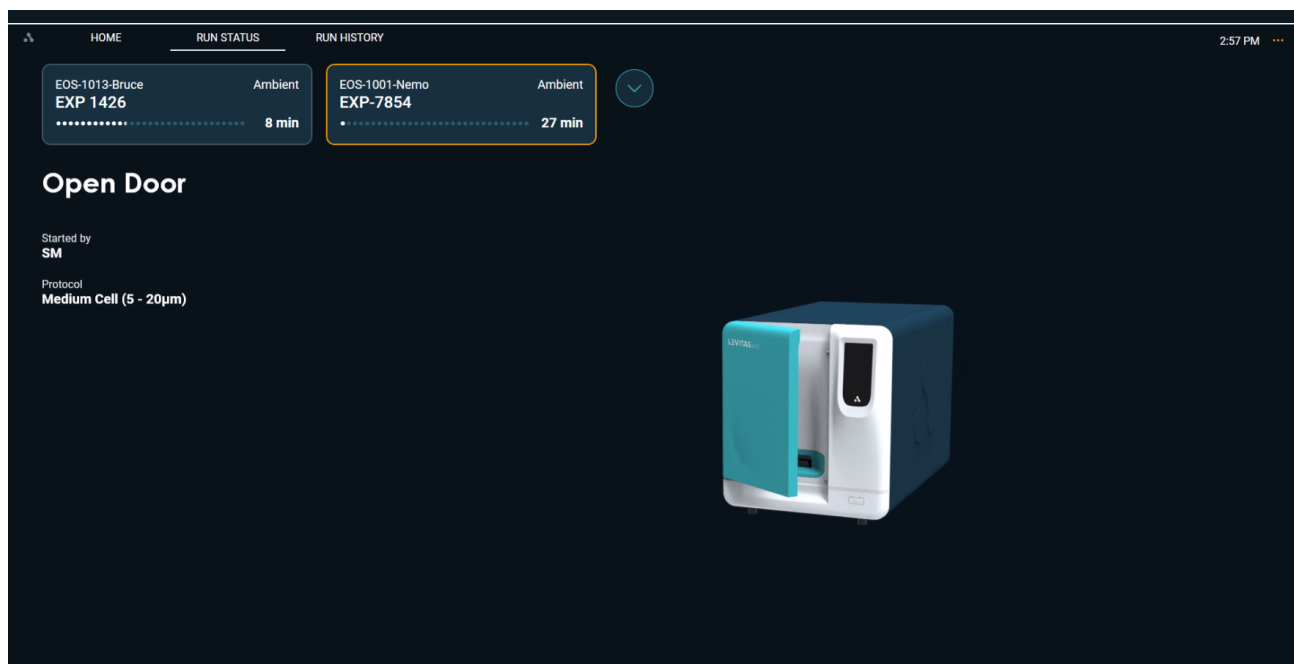 HOME RUN STATUS RUN HISTORY 2:57 PM
EOS-1013-Bruce Ambient
EXP 1426
8 min
EOS-1001-Nemo Ambient
EXP-7854
27 min
Open Door
Started by
SM
Protocol
Medium Cell (5 - 20µm)
LEVITAS